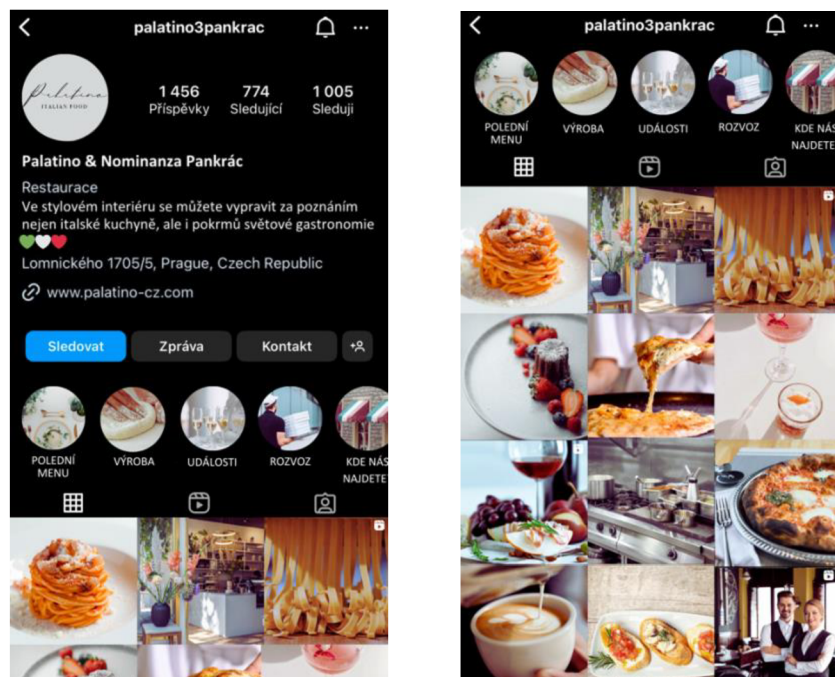 palatino3pankrac
Palatino
ITALIAN FOOD
1 456 774 1 005
Příspěvky Sledující Sleduji
Palatino & Nominanza Pankrác
Restaurace
Ve stylovém interiéru se můžete vypravit za poznáním
nejen italské kuchyně, ale i pokrmů světové gastronomie
Lomnického 1705/5, Prague, Czech Republic
www.palatino-cz.com
Sledovat Zpráva Kontakt
POLEDNÍ MENU
VÝROBA
UDÁLOSTI
ROZVOZ
KDE NÁS
NAJDETE
palatino3pankrac
POLEDNÍ
MENU
VÝROBA
UDÁLOSTI
ROZVOZ
KDE NÁS
NAJDETE